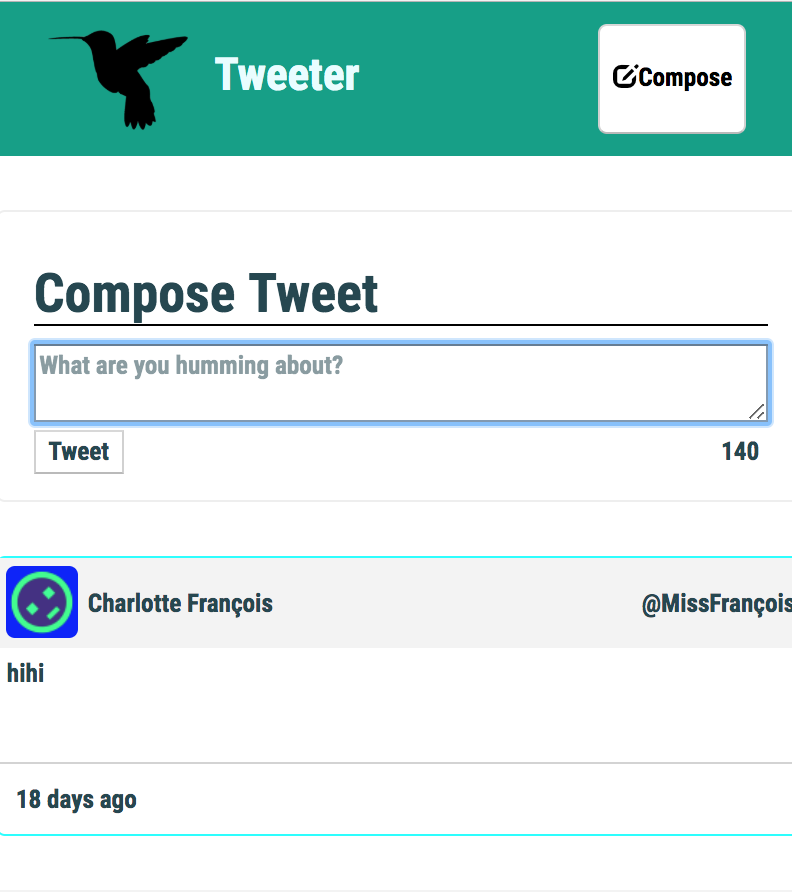 Tweeter
Compose
Compose Tweet
What are you humming about?
Tweet 140
Charlotte François @MissFrançois
hihi
18 days ago